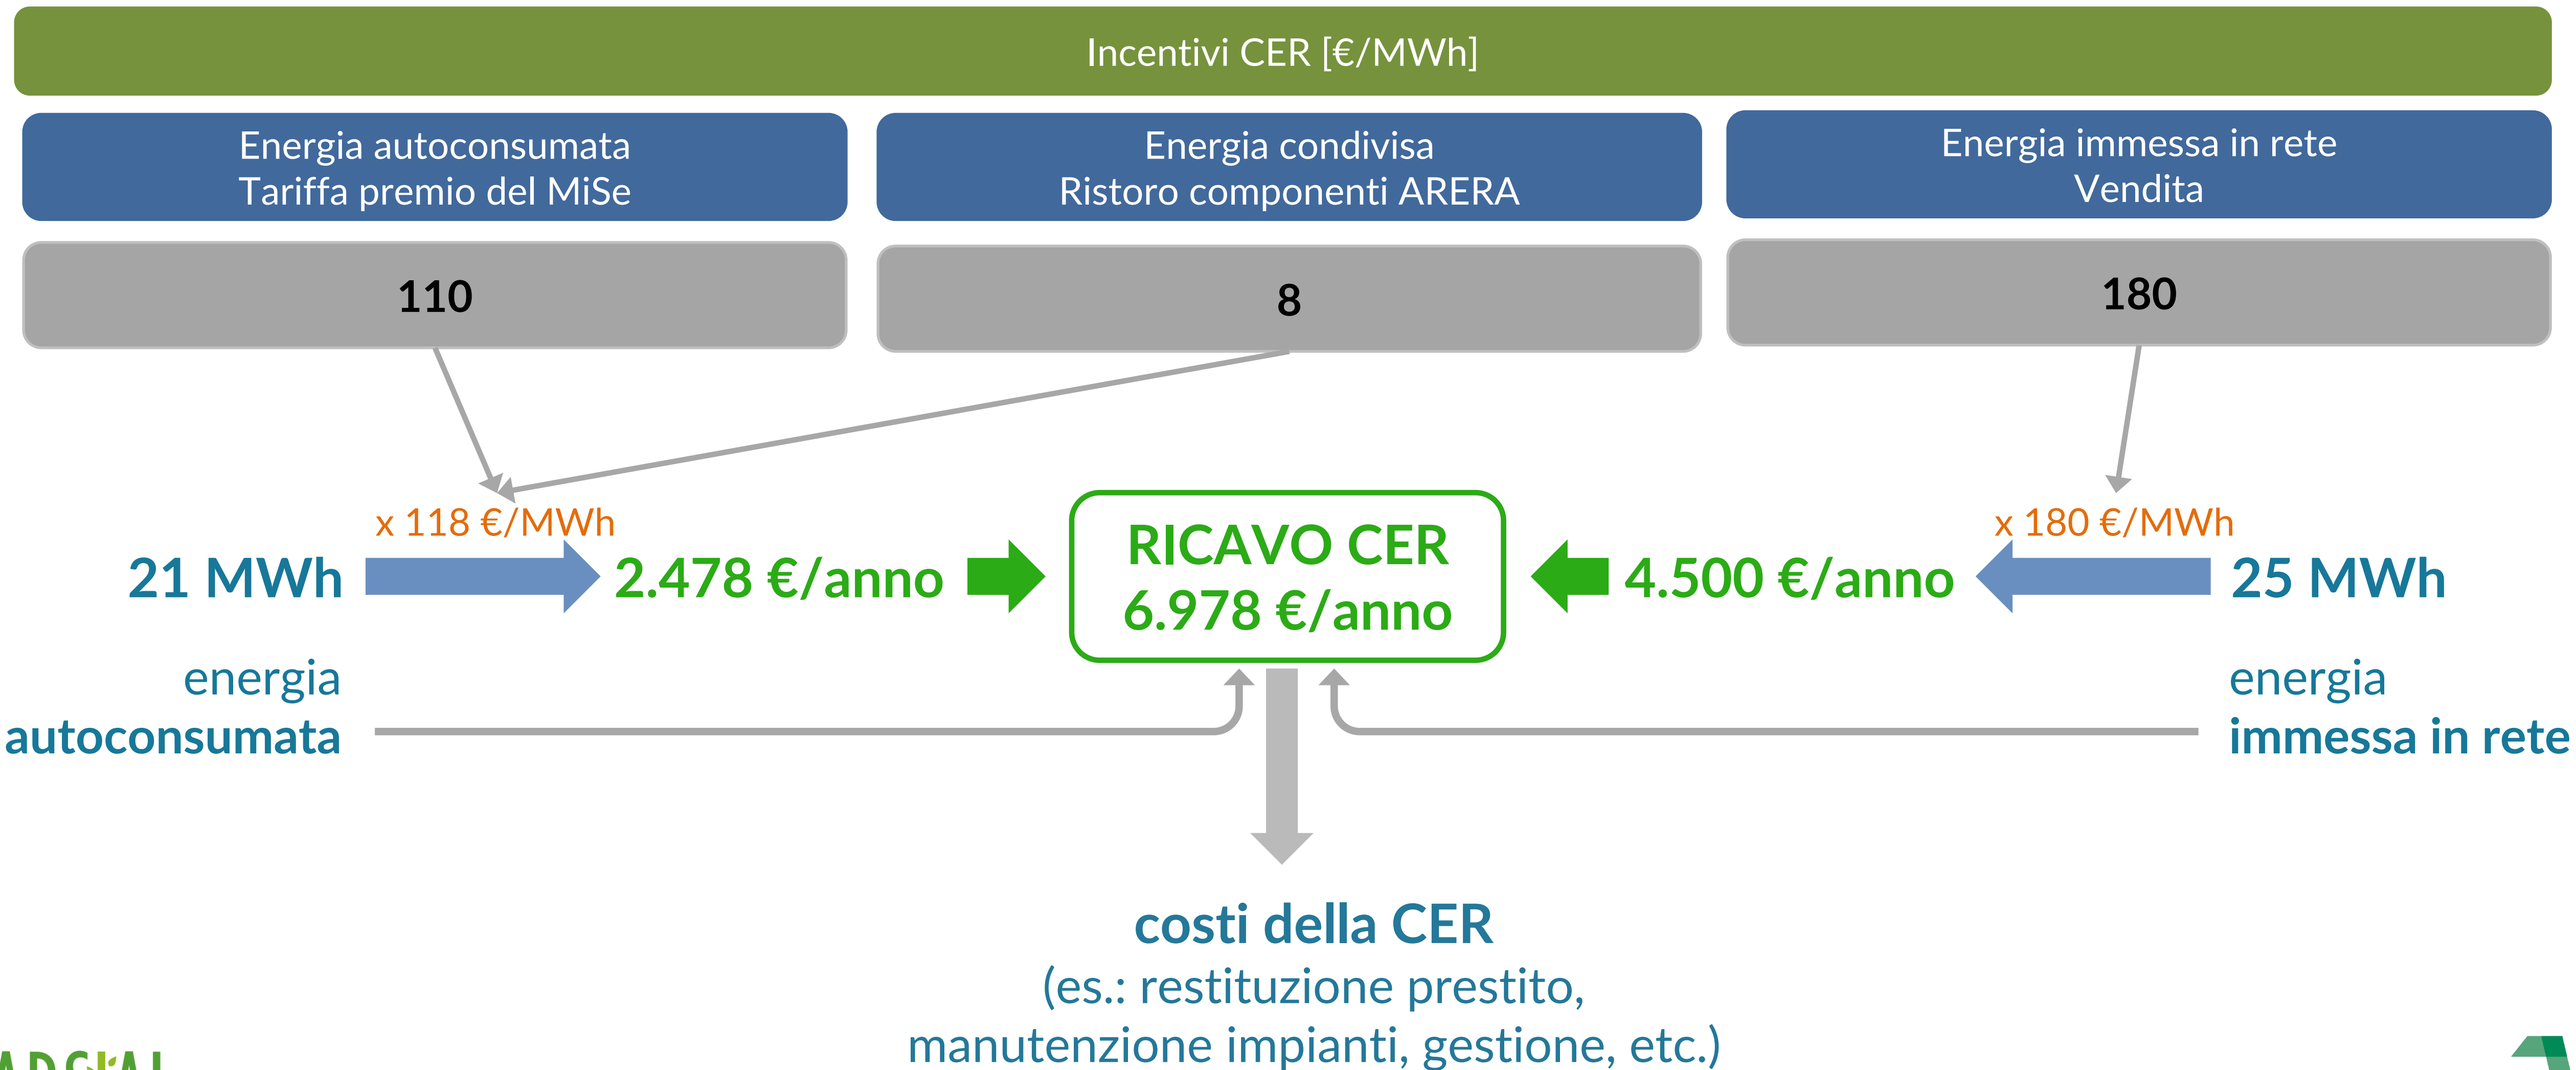 Incentivi CER [€/MWh]
Energia autoconsumata
Tariffa premio del MiSe
Energia condivisa
Ristoro componenti ARERA
Energia immessa in rete
Vendita
110
8
180
x 118 €/MWh
21 MWh
2.478 €/anno
RICAVO CER
6.978 €/anno
x 180 €/MWh
4.500 €/anno
25 MWh
energia
autoconsumata
energia
immessa in rete
costi della CER
(es.: restituzione prestito,
manutenzione impianti, gestione, etc.)